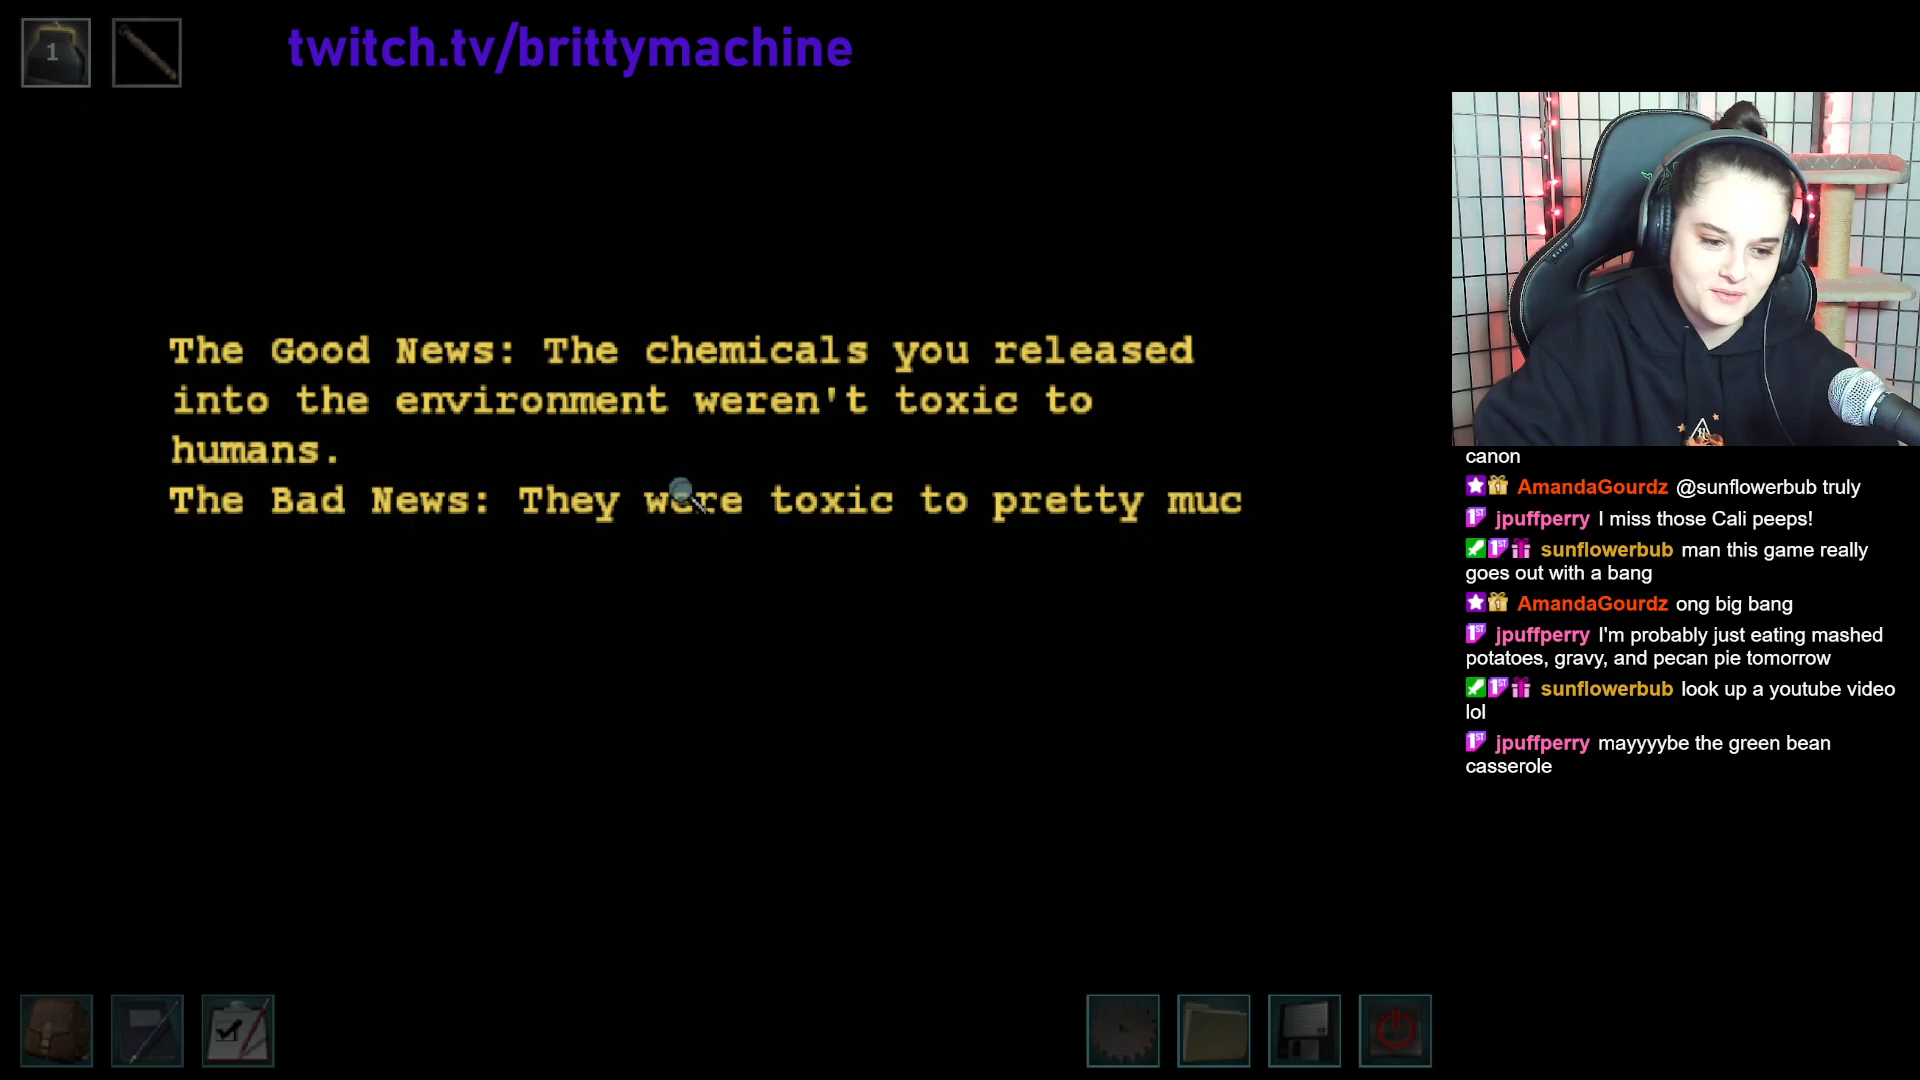 1
twitch.tv/brittymachine
The Good News: The chemicals you released
into the environment weren't toxic to
humans.
The Bad News: They were toxic to pretty muc
canon
AmandaGourdz @sunflowerbub truly
jpuffperry I miss those Cali peeps!
sunflowerbub man this game really
goes out with a bang
AmandaGourdz ong big bang
jpuffperry I'm probably just eating mashed
potatoes, gravy, and pecan pie tomorrow
sunflowerbub look up a youtube video
lol
jpuffperry mayyyybe the green bean
casserole